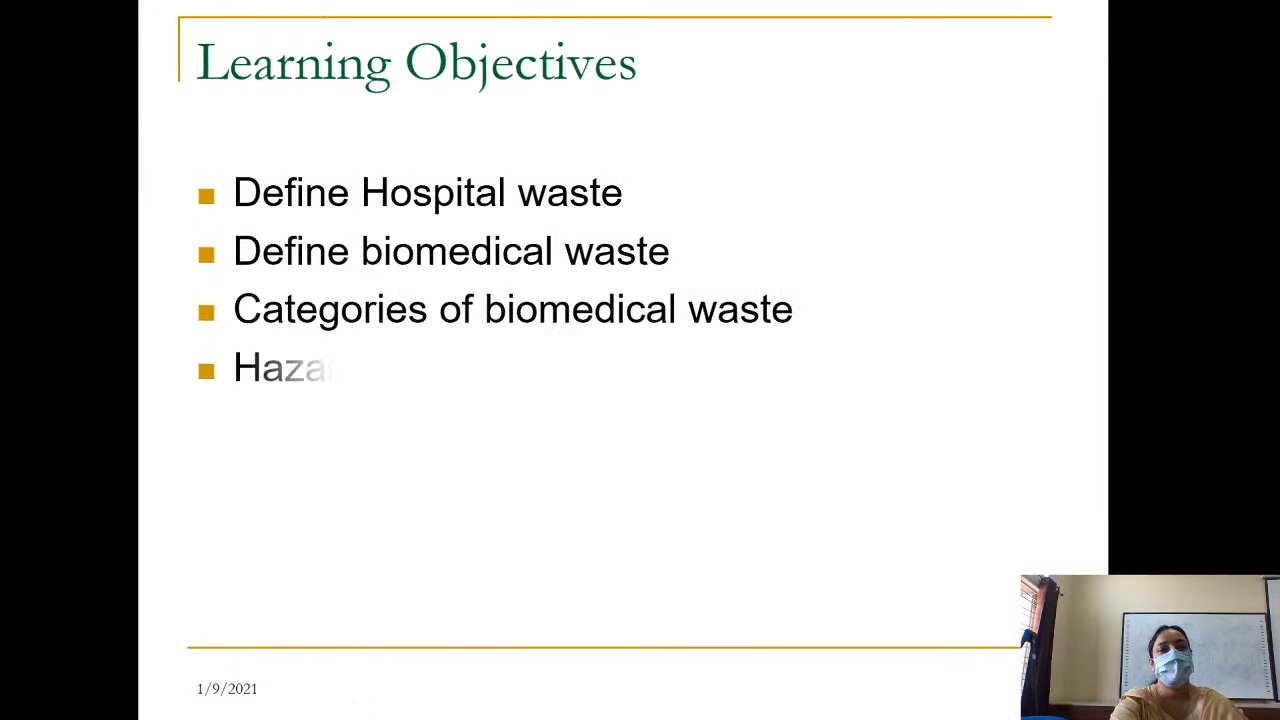 Learning Objectives
Define Hospital waste
Define biomedical waste
Categories of biomedical waste
1/9/2021